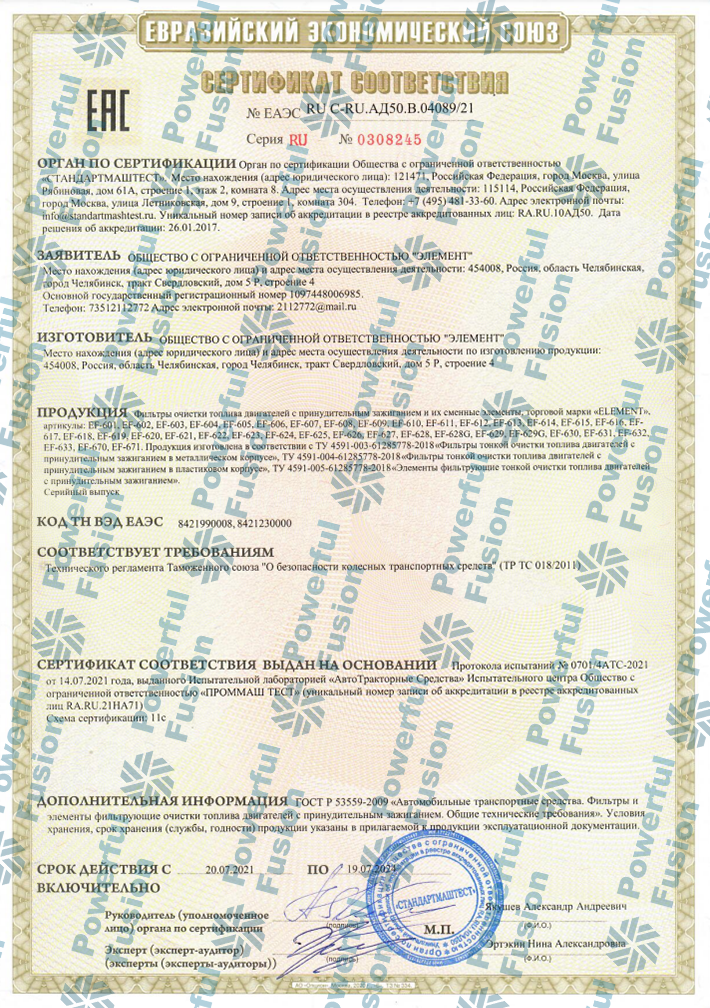 ЕВРАЗИЙСКИЙ ЭКОНОМИЧЕСКИЙ СОЮЗ
СЕРТИФИКАТ СООТВЕТСТВИЯ
ЕАС
№ ЕАЭС RU С-RU.АД50.В.04089/21
Серия RU № 0308245
ОРГАН ПО СЕРТИФИКАЦИИ Орган по сертификации Общества с ограниченной ответственностью
«СТАНДАРТМАШТЕСТ». Место нахождения (адрес юридического лица): 121471, Российская Федерация, город Москва, улица
Рябиновая, дом 61А, строение 1, этаж 2, комната 8. Адрес места осуществления деятельности: 115114, Российская Федерация,
город Москва, улица Летниковская, дом 9, строение 1, комната 304. Телефон: +7 (495) 481-33-60. Адрес электронной почты:
info@standartmashtest.ru. Уникальный номер записи об аккредитации в реестре аккредитованных лиц: RA.RU.10АД50. Дата
решения об аккредитации: 26.01.2017.
ЗАЯВИТЕЛЬ ОБЩЕСТВО С ОГРАНИЧЕННОЙ ОТВЕТСТВЕННОСТЬЮ "ЭЛЕМЕНТ"
Место нахождения (адрес юридического лица) и адрес места осуществления деятельности: 454008, Россия, область Челябинская,
город Челябинск, тракт Свердловский, дом 5 Р, строение 4
Основной государственный регистрационный номер 1097448006985.
Телефон: 73512112772 Адрес электронной почты: 2112772@mail.ru
ИЗГОТОВИТЕЛЬ ОБЩЕСТВО С ОГРАНИЧЕННОЙ ОТВЕТСТВЕННОСТЬЮ "ЭЛЕМЕНТ"
Место нахождения (адрес юридического лица) и адрес места осуществления деятельности по изготовлению продукции:
454008, Россия, область Челябинская, город Челябинск, тракт Свердловский, дом 5 Р, строение 4
ПРОДУКЦИЯ Фильтры очистки топлива двигателей с принудительным зажиганием и их сменные элементы, торговой марки «ELEMENT»,
артикулы: EF-601, EF-602, EF-603, EF-604, EF-605, EF-606, EF-607, EF-608, EF-609, EF-610, EF-611, EF-612, EF-613, EF-614, EF-615, EF-616, EF-
617, EF-618, EF-619, EF-620, EF-621, EF-622, EF-623, EF-624, EF-625, EF-626, EF-627, EF-628, EF-628G, EF-629, EF-629G, EF-630, EF-631, EF-632,
EF-633, EF-670, EF-671. Продукция изготовлена в соответствии с ТУ 4591-003-61285778-2018«Фильтры тонкой очистки топлива двигателей с
принудительным зажиганием в металлическом корпусе», ТУ 4591-004-61285778-2018«Фильтры тонкой очистки топлива двигателей с
принудительным зажиганием в пластиковом корпусе», ТУ 4591-005-61285778-2018«Элементы фильтрующие тонкой очистки топлива двигателей
с принудительным зажиганием».
Серийный выпуск
КОД ТН ВЭД ЕАЭС 8421990008, 8421230000
СООТВЕТСТВУЕТ ТРЕБОВАНИЯМ
Технического регламента Таможенного союза "О безопасности колесных транспортных средств" (ТР ТС 018/2011)
СЕРТИФИКАТ СООТВЕТСТВИЯ ВЫДАН НА ОСНОВАНИИ Протокола испытаний № 0701/4АТС-2021
от 14.07.2021 года, выданного Испытательной лабораторией «АвтоТракторные Средства» Испытательного центра Общество с
ограниченной ответственностью «ПРОММАШ ТЕСТ» (уникальный номер записи об аккредитации в реестре аккредитованных
лиц RA.RU.21НА71)
Схема сертификации: 11с
ДОПОЛНИТЕЛЬНАЯ ИНФОРМАЦИЯ ГОСТ Р 53559-2009 «Автомобильные транспортные средства. Фильтры и
элементы фильтрующие очистки топлива двигателей с принудительным зажиганием. Общие технические требования». Условия
хранения, срок хранения (службы, годности) продукции указаны в прилагаемой к продукции эксплуатационной документации.
СРОК ДЕЙСТВИЯ С 20.07.2021 ПО 19.07.2024
ВКЛЮЧИТЕЛЬНО
Руководитель (уполномоченное
лицо) органа по сертификации
(подпись)
Якушев Александр Андреевич
(Ф.И.О.)
«СТАНДАРТМАШТЕСТ»
М.П.
Эксперт (эксперт-аудитор)
(эксперты (эксперты-аудиторы))
(подпись)
Эртэкин Нина Александровна
(Ф.И.О.)
Powerful
Fusion